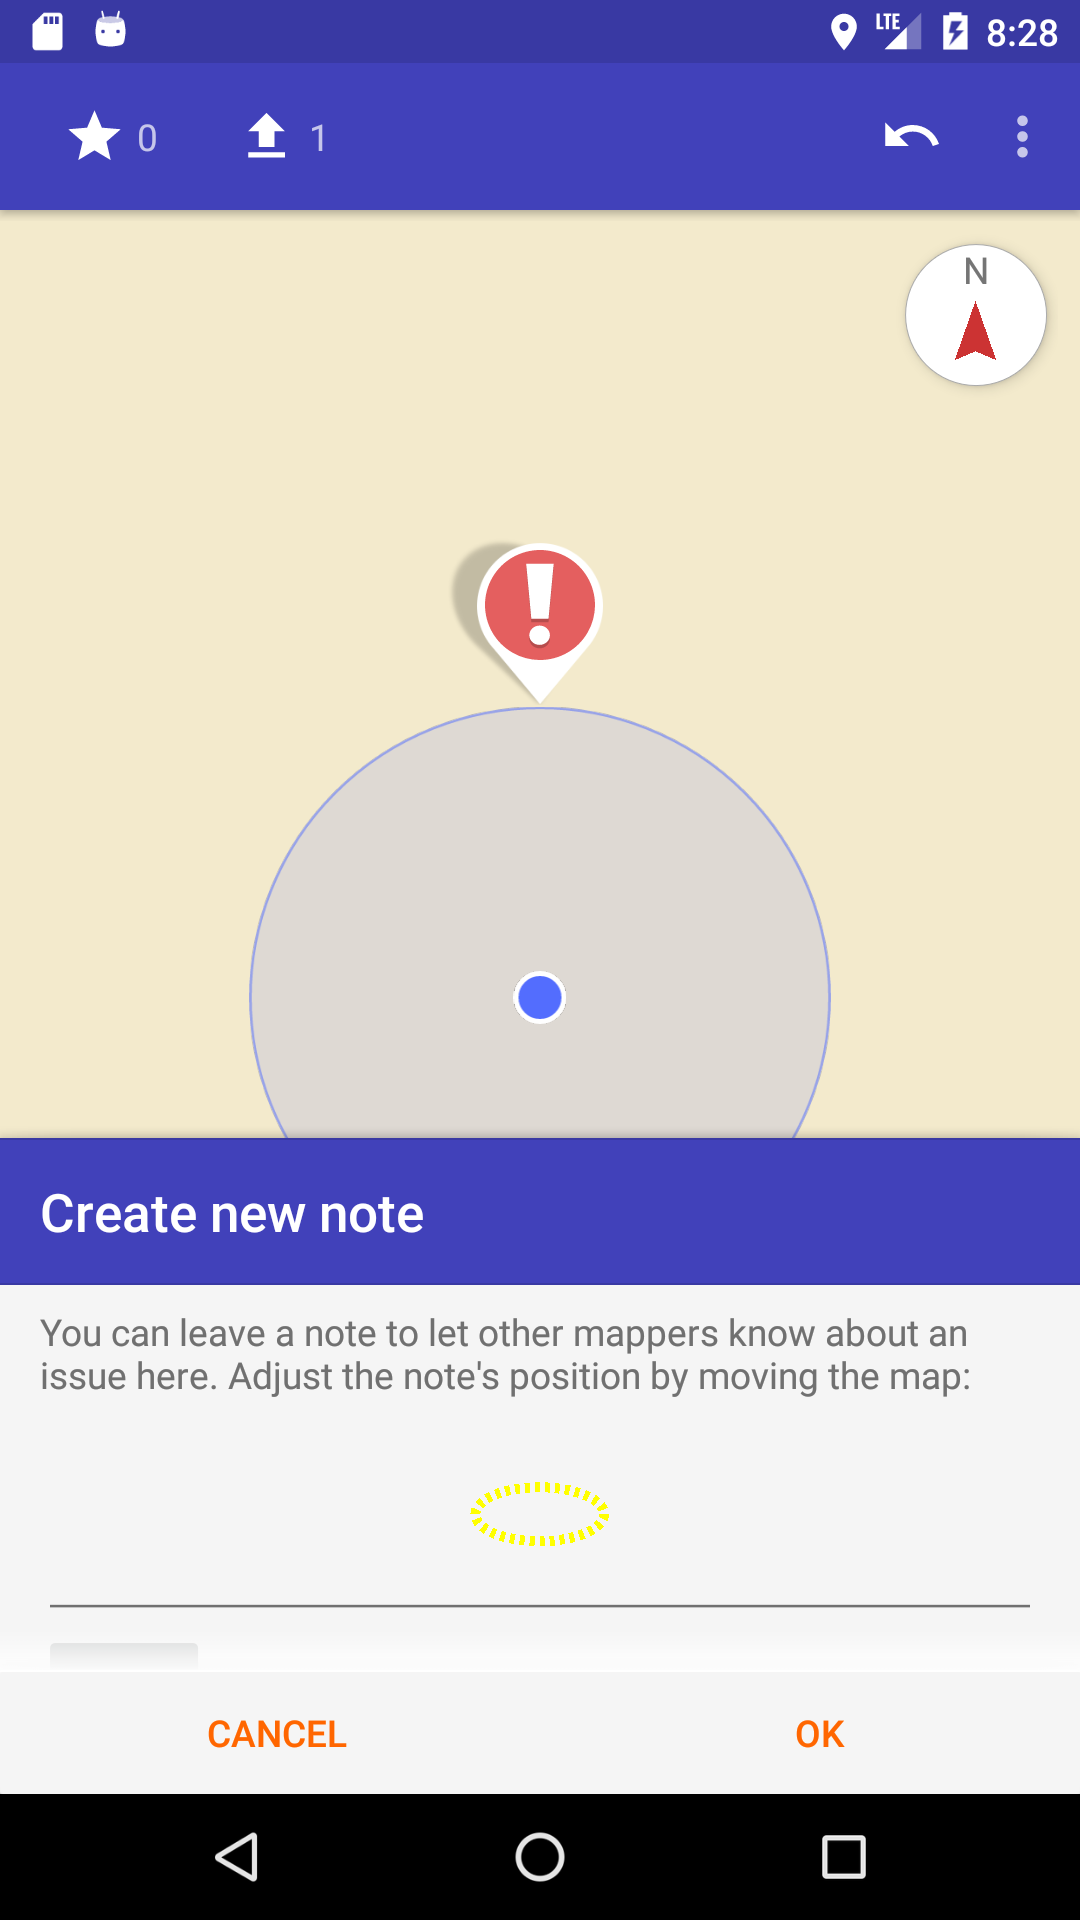 LTE 8:28
0 1
N
Create new note
You can leave a note to let other mappers know about an
issue here. Adjust the note's position by moving the map:
CANCEL OK